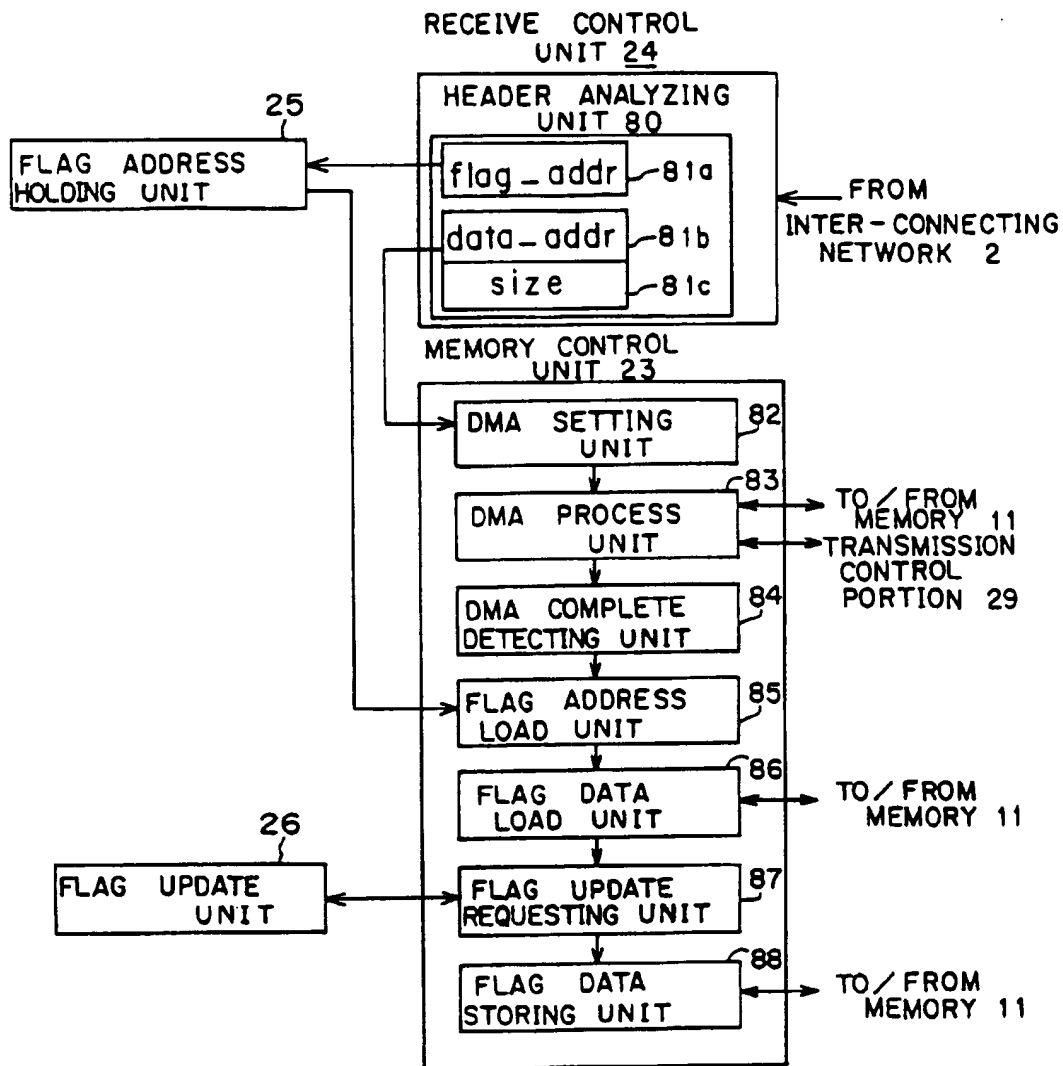 RECEIVE CONTROL
UNIT 24
HEADER ANALYZING
UNIT 80
25
FLAG ADDRESS
HOLDING UNIT
flag_addr
81a
data_addr
81b
size
81c
FROM
INTER-CONNECTING
NETWORK 2
MEMORY CONTROL
UNIT 23
DMA SETTING
UNIT
82
DMA PROCESS
UNIT
83
TO/FROM
MEMORY 11
TRANSMISSION
CONTROL
PORTION 29
DMA COMPLETE
DETECTING UNIT
84
FLAG ADDRESS
LOAD UNIT
85
FLAG DATA
LOAD UNIT
86
TO/FROM
MEMORY 11
26
FLAG UPDATE
UNIT
FLAG UPDATE
REQUESTING UNIT
87
FLAG DATA
STORING UNIT
88
TO/FROM
MEMORY 11